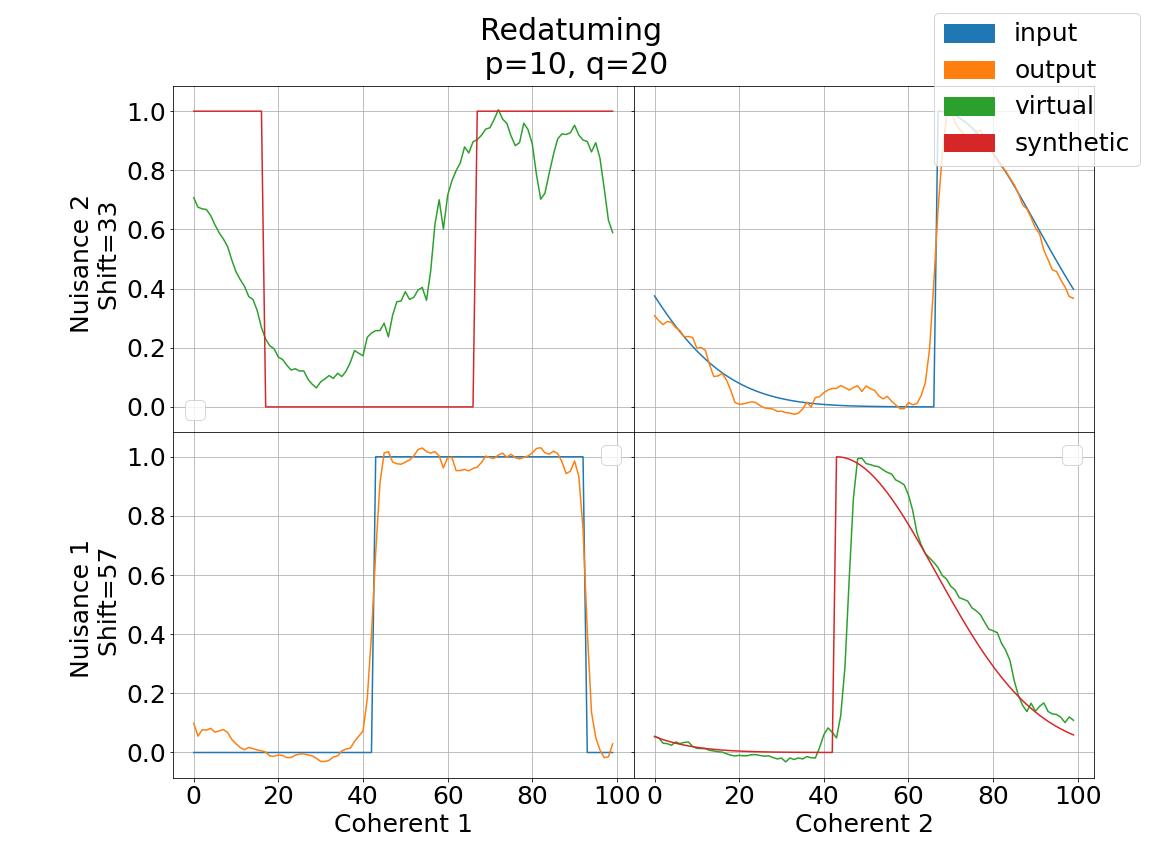 Redatuming
p=10, q=20
input
output
virtual
synthetic
Nuisance 2
Shift=33
1.0
0.8
0.6
0.4
0.2
0.0
Nuisance 1
Shift=57
1.0
0.8
0.6
0.4
0.2
0.0
0 20 40 60 80 100
0 20 40 60 80 100
Coherent 1
Coherent 2